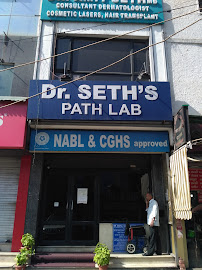 CONSULTANT DERMATOLOGIST
COSMETIC LASERS, HAIR TRANSPLANT
Dr. SETH'S
PATH LAB
NABL & CGHS approved